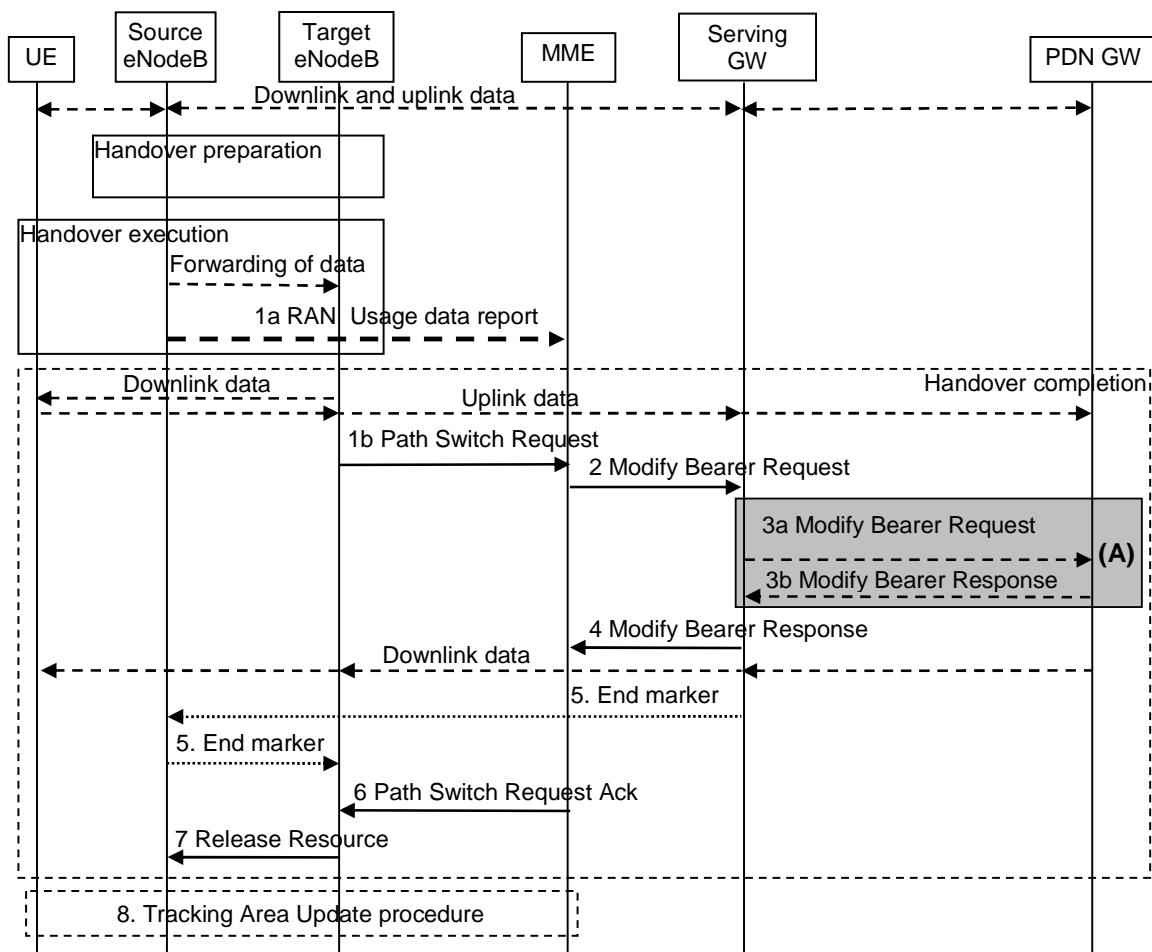 UE
Source
eNodeB
Target
eNodeB
MME
Serving
GW
PDN GW
Downlink and uplink data
Handover preparation
Handover execution
Forwarding of data
1a RAN Usage data report
Downlink data
Handover completion
Uplink data
1b Path Switch Request
2 Modify Bearer Request
3a Modify Bearer Request
(A)
3b Modify Bearer Response
4 Modify Bearer Response
Downlink data
5. End marker
5. End marker
6 Path Switch Request Ack
7 Release Resource
8. Tracking Area Update procedure